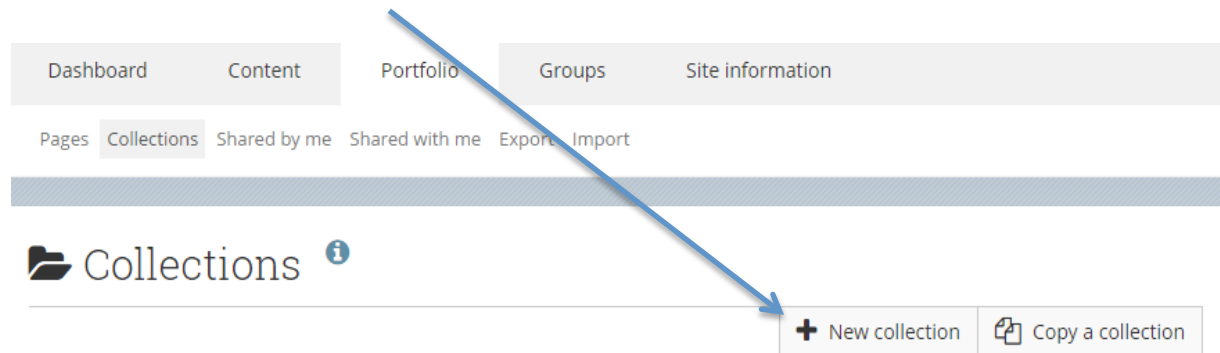 Dashboard Content Portfolio Groups Site information
Pages Collections Shared by me Shared with me Export Import
Collections
New collection Copy a collection